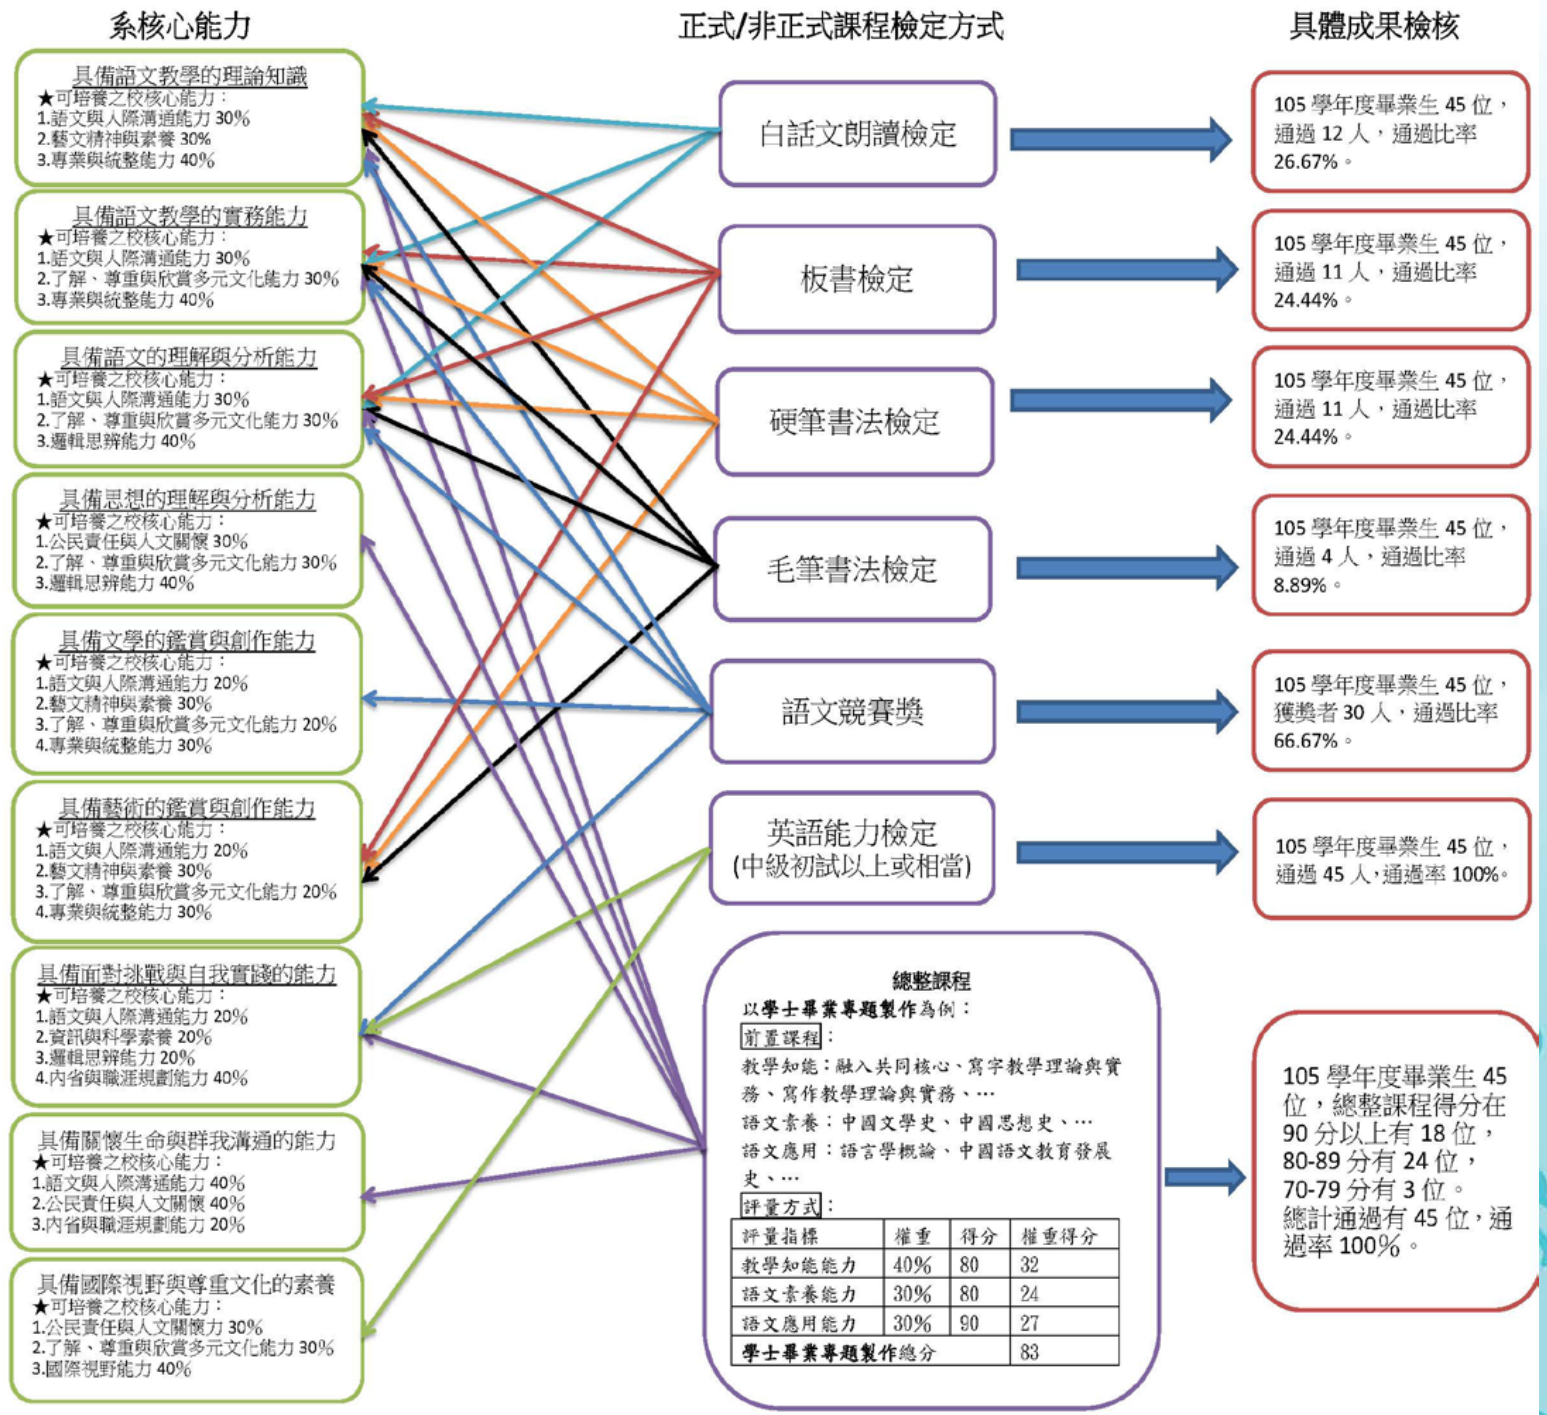 系核心能力
正式/非正式課程檢定方式
具體成果檢核
具備語文教學的理論知識
★可培養之校核心能力：
1.語文與人際溝通能力 30%
2.藝文精神與素養 30%
3.專業與統整能力 40%
具備語文教學的實務能力
★可培養之校核心能力：
1.語文與人際溝通能力 30%
2.了解、尊重與欣賞多元文化能力 30%
3.專業與統整能力 40%
具備語文的理解與分析能力
★可培養之校核心能力：
1.語文與人際溝通能力 30%
2.了解、尊重與欣賞多元文化能力 30%
3.邏輯思辨能力 40%
具備思想的理解與分析能力
★可培養之校核心能力：
1.公民責任與人文關懷 30%
2.了解、尊重與欣賞多元文化能力 30%
3.邏輯思辨能力 40%
具備文學的鑑賞與創作能力
★可培養之校核心能力：
1.語文與人際溝通能力 20%
2.藝文精神與素養 30%
3.了解、尊重與欣賞多元文化能力 20%
4.專業與統整能力 30%
具備藝術的鑑賞與創作能力
★可培養之校核心能力：
1.語文與人際溝通能力 20%
2.藝文精神與素養 30%
3.了解、尊重與欣賞多元文化能力 20%
4.專業與統整能力 30%
具備面對挑戰與自我實踐的能力
★可培養之校核心能力：
1.語文與人際溝通能力 20%
2.資訊與科學素養 20%
3.邏輯思辨能力 20%
4.內省與職涯規劃能力 40%
具備關懷生命與群我溝通的能力
★可培養之校核心能力：
1.語文與人際溝通能力 40%
2.公民責任與人文關懷 40%
3.內省與職涯規劃能力 20%
具備國際視野與尊重文化的素養
★可培養之校核心能力：
1.公民責任與人文關懷力 30%
2.了解、尊重與欣賞多元文化能力 30%
3.國際視野能力 40%
白話文朗讀檢定
板書檢定
硬筆書法檢定
毛筆書法檢定
語文競賽獎
英語能力檢定
(中級初試以上或相當)
總整課程
以學士畢業專題製作為例：
前置課程：
教學知能：融入共同核心、寫字教學理論與實
務、寫作教學理論與實務、…
語文素養：中國文學史、中國思想史、…
語文應用：語言學概論、中國語文教育發展
史、…
評量方式：
評量指標 權重 得分 權重得分
教學知能能力 40% 80 32
語文素養能力 30% 80 24
語文應用能力 30% 90 27
學士畢業專題製作總分 83
105 學年度畢業生 45 位，
通過 12 人，通過比率
26.67%。
105 學年度畢業生 45 位，
通過 11 人，通過比率
24.44%。
105 學年度畢業生 45 位，
通過 11 人，通過比率
24.44%。
105 學年度畢業生 45 位，
通過 4 人，通過比率
8.89%。
105 學年度畢業生 45 位，
獲獎者 30 人，通過比率
66.67%。
105 學年度畢業生 45 位，
通過 45 人，通過率 100%。
105 學年度畢業生 45
位，總整課程得分在
90 分以上有 18 位，
80-89 分有 24 位，
70-79 分有 3 位。
總計通過有 45 位，通
過率 100%。